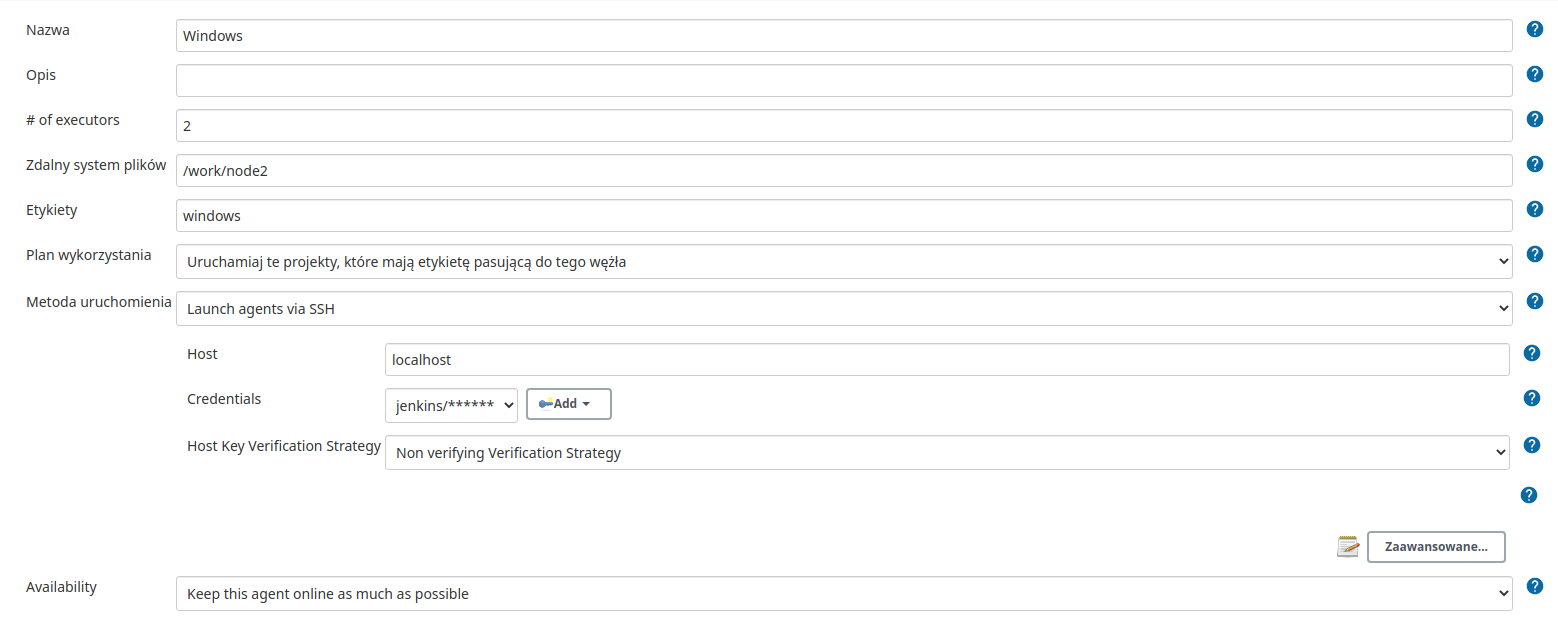 Nazwa
Windows
Opis
# of executors
2
Zdalny system plików
/work/node2
Etykiety
windows
Plan wykorzystania
Uruchamiaj te projekty, które mają etykietę pasującą do tego węzła
Metoda uruchomienia
Launch agents via SSH
Host
localhost
Credentials
jenkins/******
Add
Host Key Verification Strategy
Non verifying Verification Strategy
Zaawansowane...
Availability
Keep this agent online as much as possible